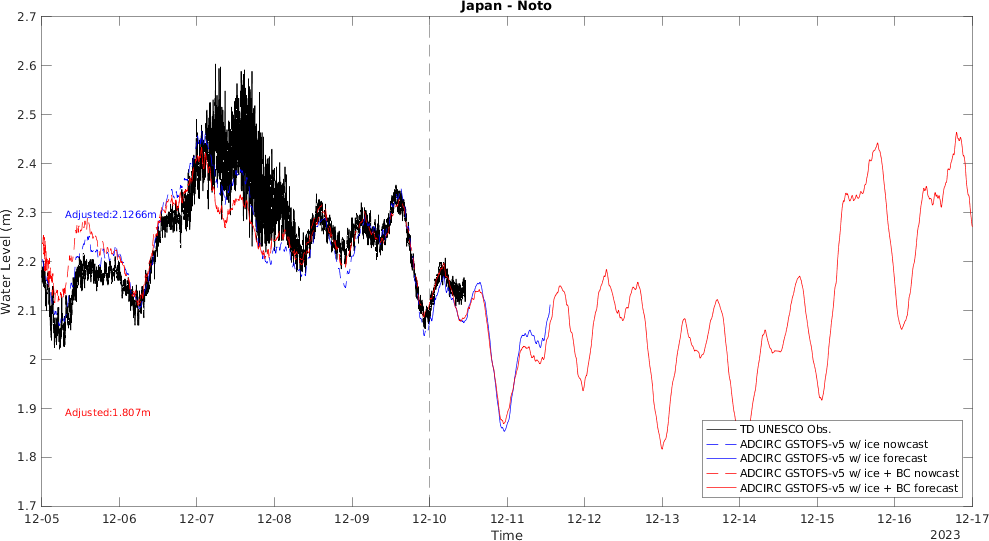 Japan - Noto
2.7
2.6
2.5
2.4
2.3
2.2
2.1
2
1.9
1.8
1.7
Water Level (m)
Adjusted:2.1266m
Adjusted:1.807m
TD UNESCO Obs.
ADCIRC GSTOFS-v5 w/ ice nowcast
ADCIRC GSTOFS-v5 w/ ice forecast
ADCIRC GSTOFS-v5 w/ ice + BC nowcast
ADCIRC GSTOFS-v5 w/ ice + BC forecast
12-05 12-06 12-07 12-08 12-09 12-10 12-11 12-12 12-13 12-14 12-15 12-16 12-17
Time
2023